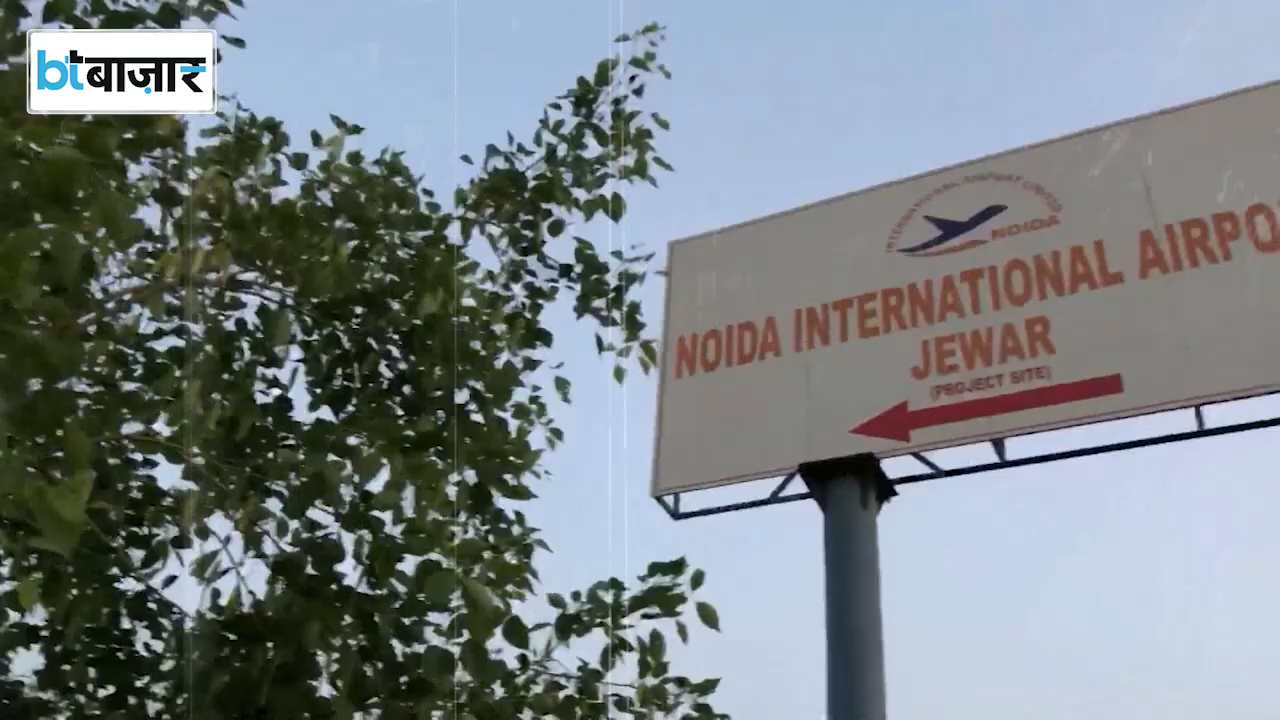 btबाज़ार
NOIDA
NOIDA INTERNATIONAL AIRPO
JEWAR
(PROJECT SITE)